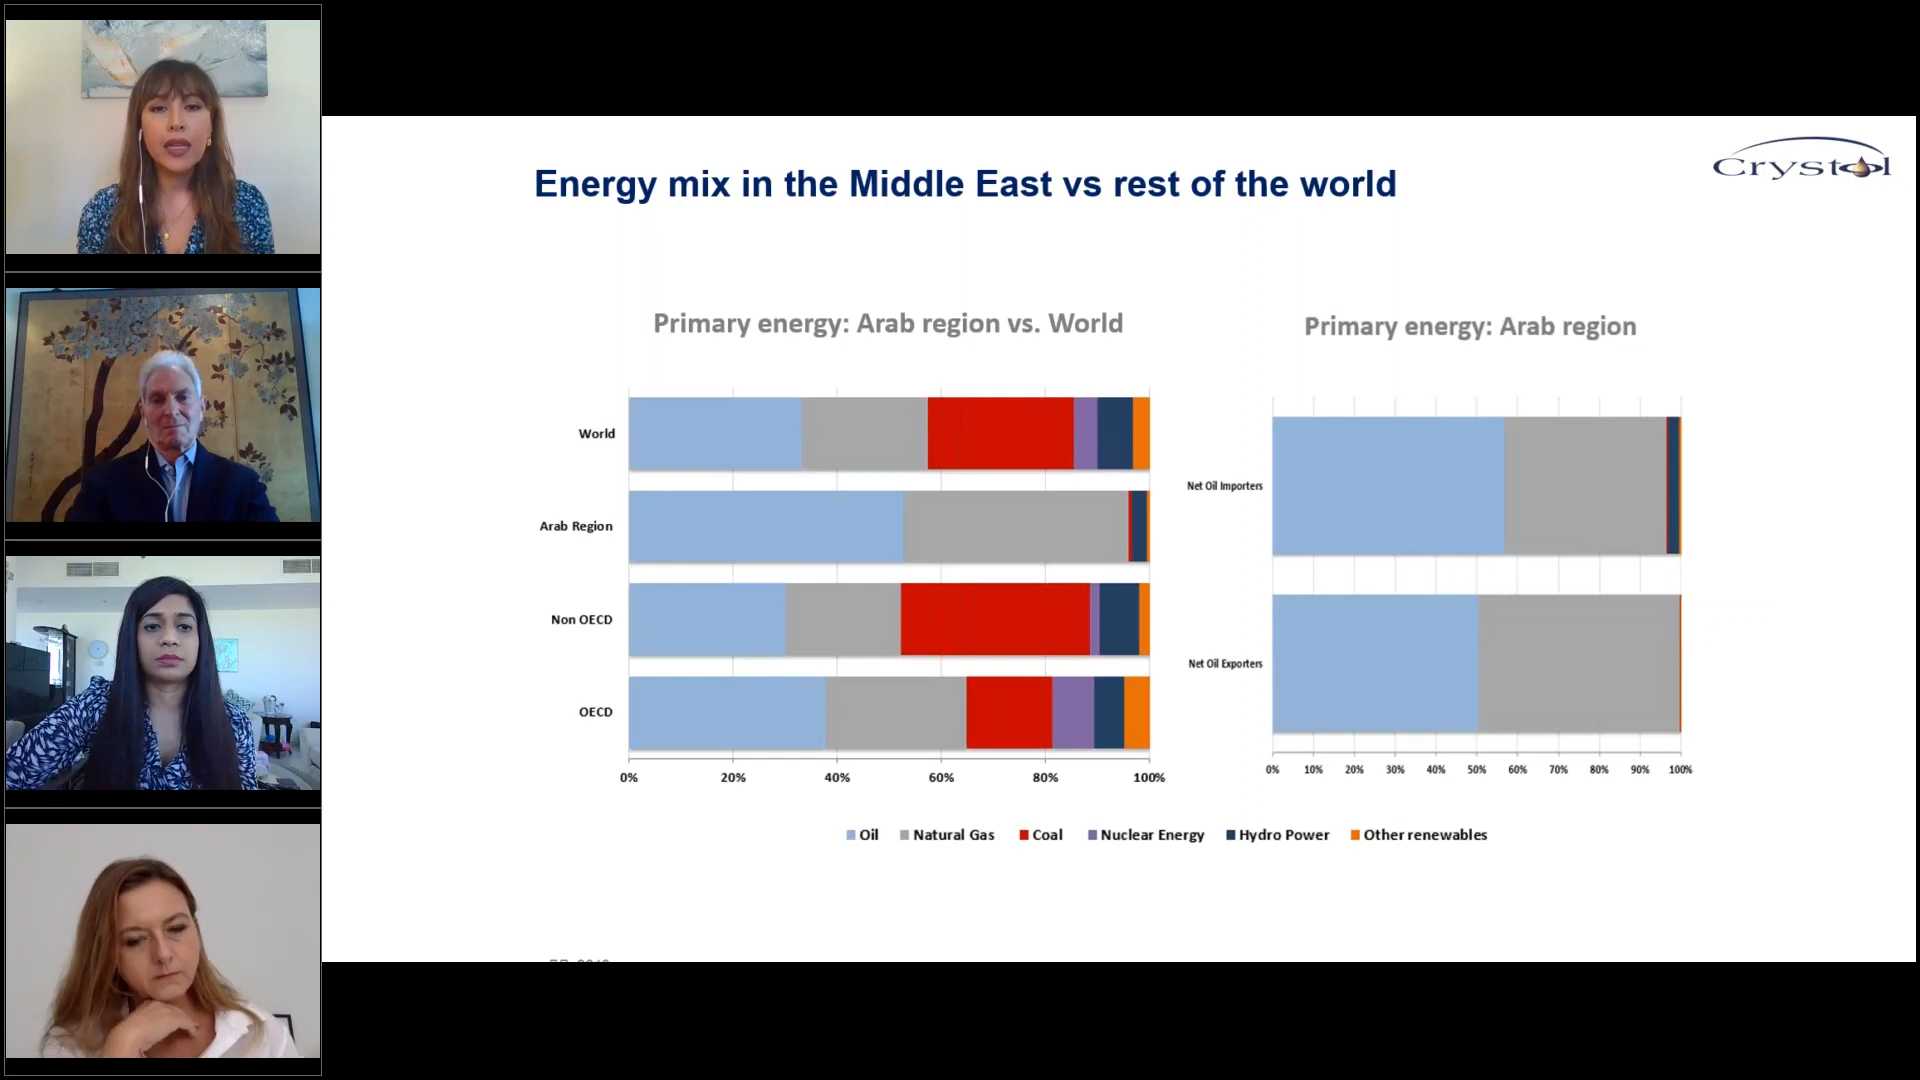 Crystol
Energy mix in the Middle East vs rest of the world
Primary energy: Arab region vs. World
World
Arab Region
Non OECD
OECD
0% 20% 40% 60% 80% 100%
Primary energy: Arab region
Net Oil Importers
Net Oil Exporters
0% 10% 20% 30% 40% 50% 60% 70% 80% 90% 100%
Oil Natural Gas Coal Nuclear Energy Hydro Power Other renewables